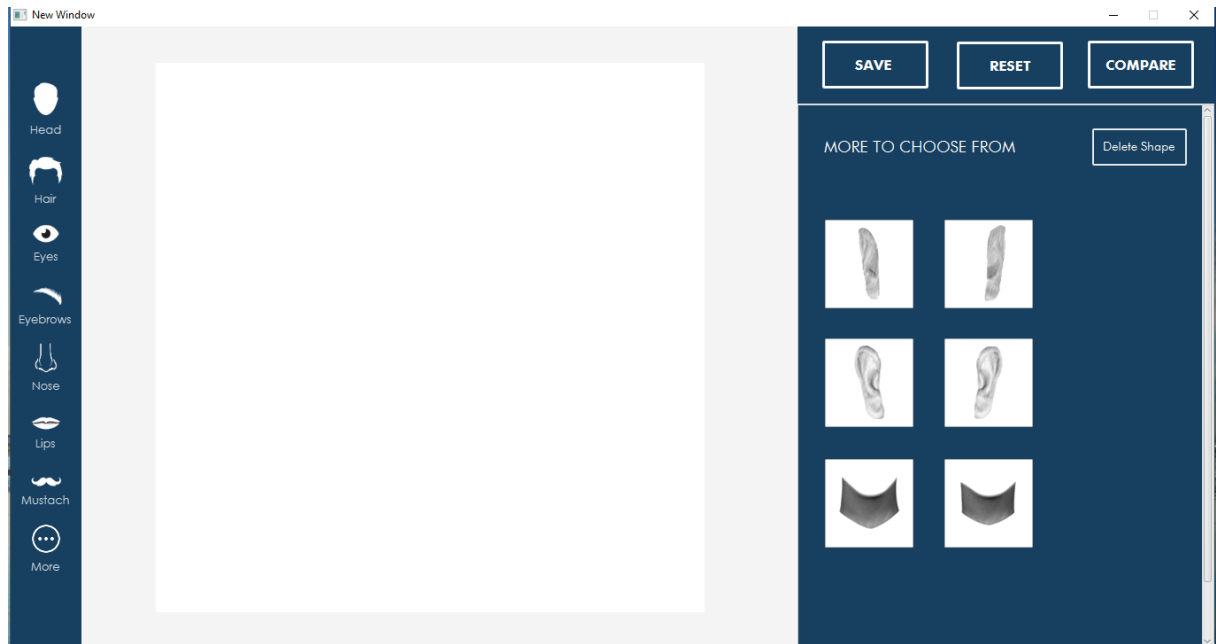 New Window
Head
Hair
Eyes
Eyebrows
Nose
Lips
Mustach
More
SAVE
RESET
COMPARE
MORE TO CHOOSE FROM
Delete Shape